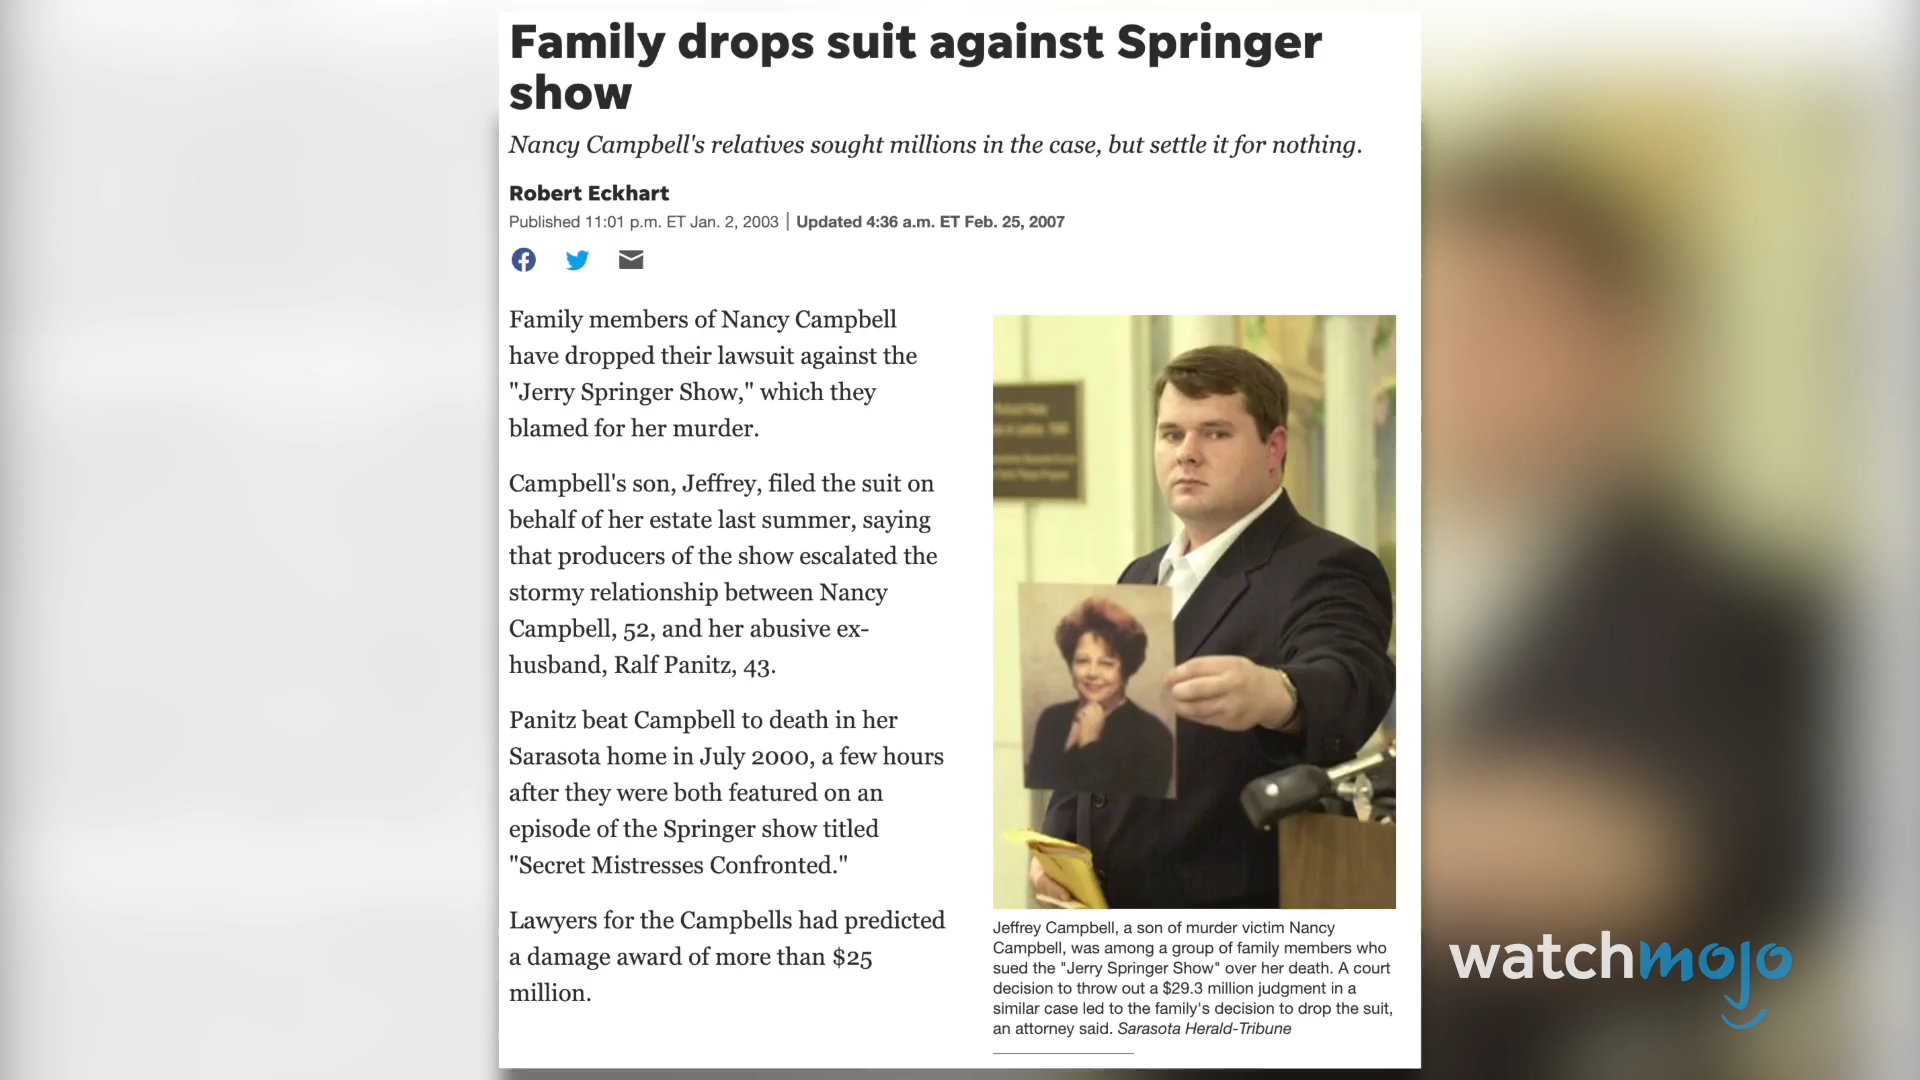 Family drops suit against Springer
show
Nancy Campbell's relatives sought millions in the case, but settle it for nothing.
Robert Eckhart
Published 11:01 p.m. ET Jan. 2, 2003 | Updated 4:36 a.m. ET Feb. 25, 2007
Family members of Nancy Campbell
have dropped their lawsuit against the
"Jerry Springer Show," which they
blamed for her murder.
Campbell's son, Jeffrey, filed the suit on
behalf of her estate last summer, saying
that producers of the show escalated the
stormy relationship between Nancy
Campbell, 52, and her abusive ex-
husband, Ralf Panitz, 43.
Panitz beat Campbell to death in her
Sarasota home in July 2000, a few hours
after they were both featured on an
episode of the Springer show titled
"Secret Mistresses Confronted."
Lawyers for the Campbells had predicted
a damage award of more than $25
million.
Jeffrey Campbell, a son of murder victim Nancy
Campbell, was among a group of family members who
sued the "Jerry Springer Show" over her death. A court
decision to throw out a $29.3 million judgment in a
similar case led to the family's decision to drop the suit,
an attorney said. Sarasota Herald-Tribune
watchmojo